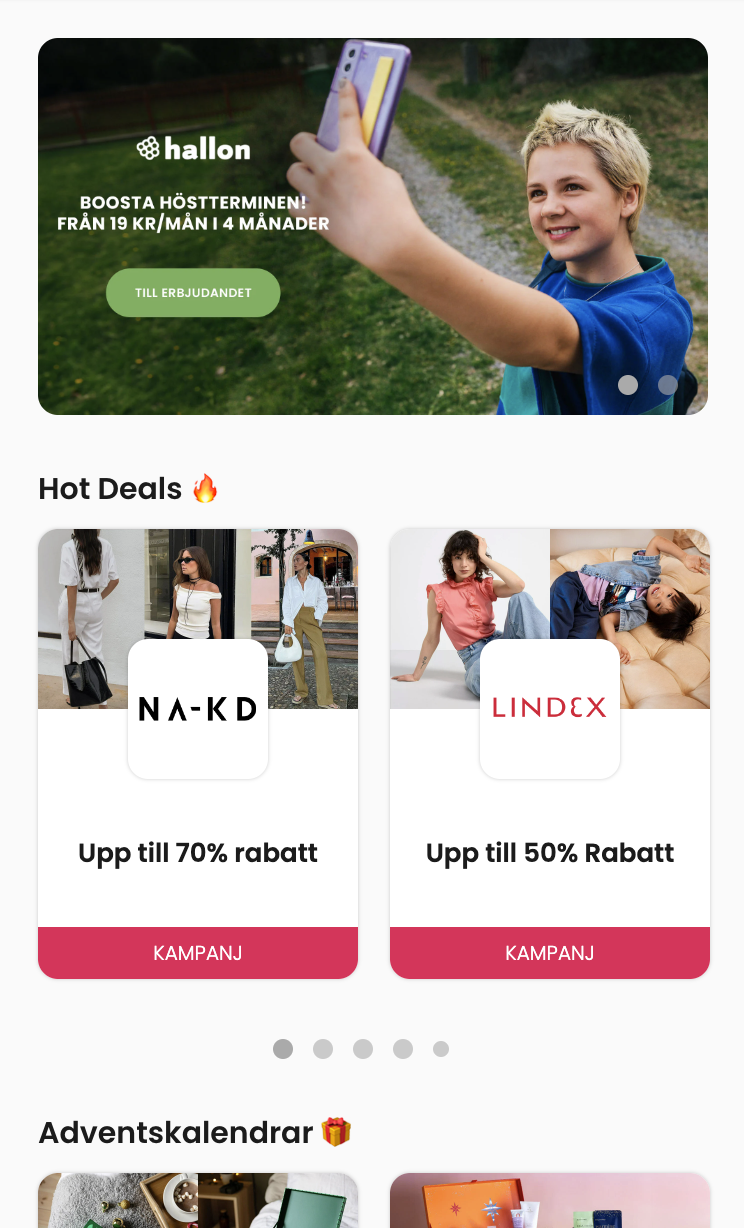 hallon
BOOSTA HÖSTTERMINEN!
FRÅN 19 KR/MÅN I 4 MÅNADER
TILL ERBJUDANDET
Hot Deals 🔥
NA-KD
LINDEX
Upp till 70% rabatt
Upp till 50% Rabatt
KAMPANJ
KAMPANJ
Adventskalendrar 🎁